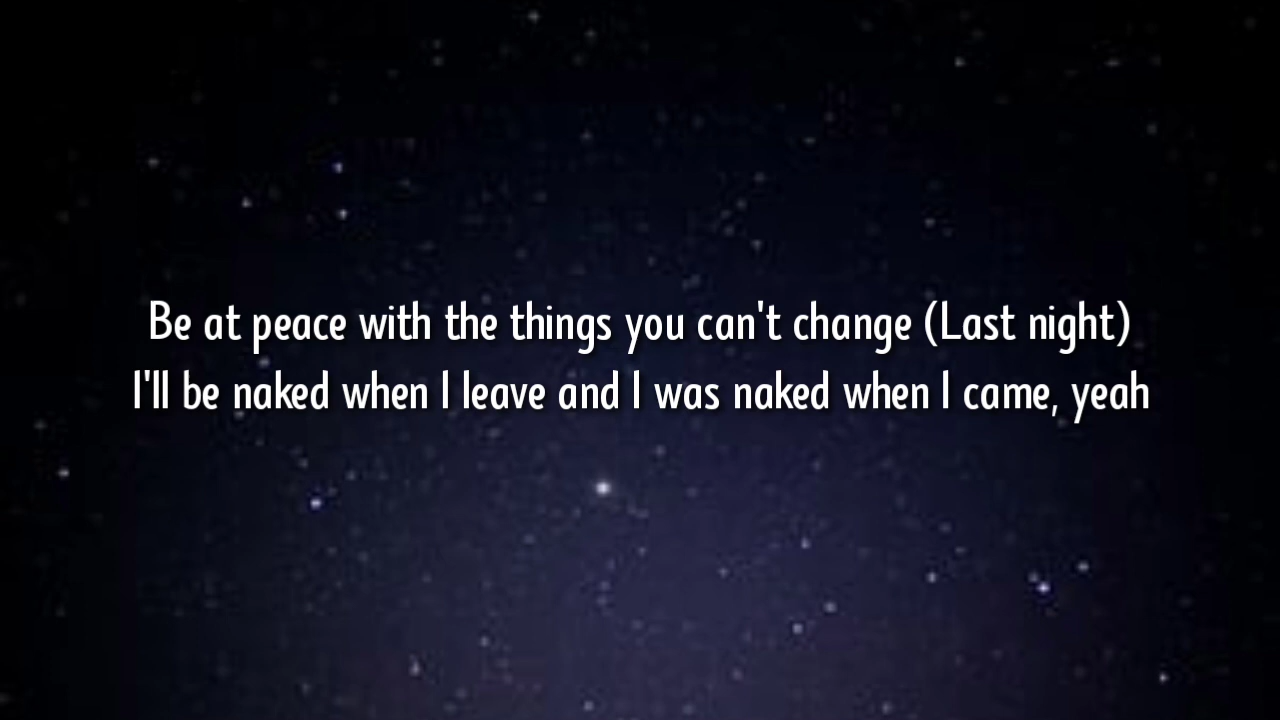 Be at peace with the things you can't change (Last night)
I'll be naked when I leave and I was naked when I came, yeah